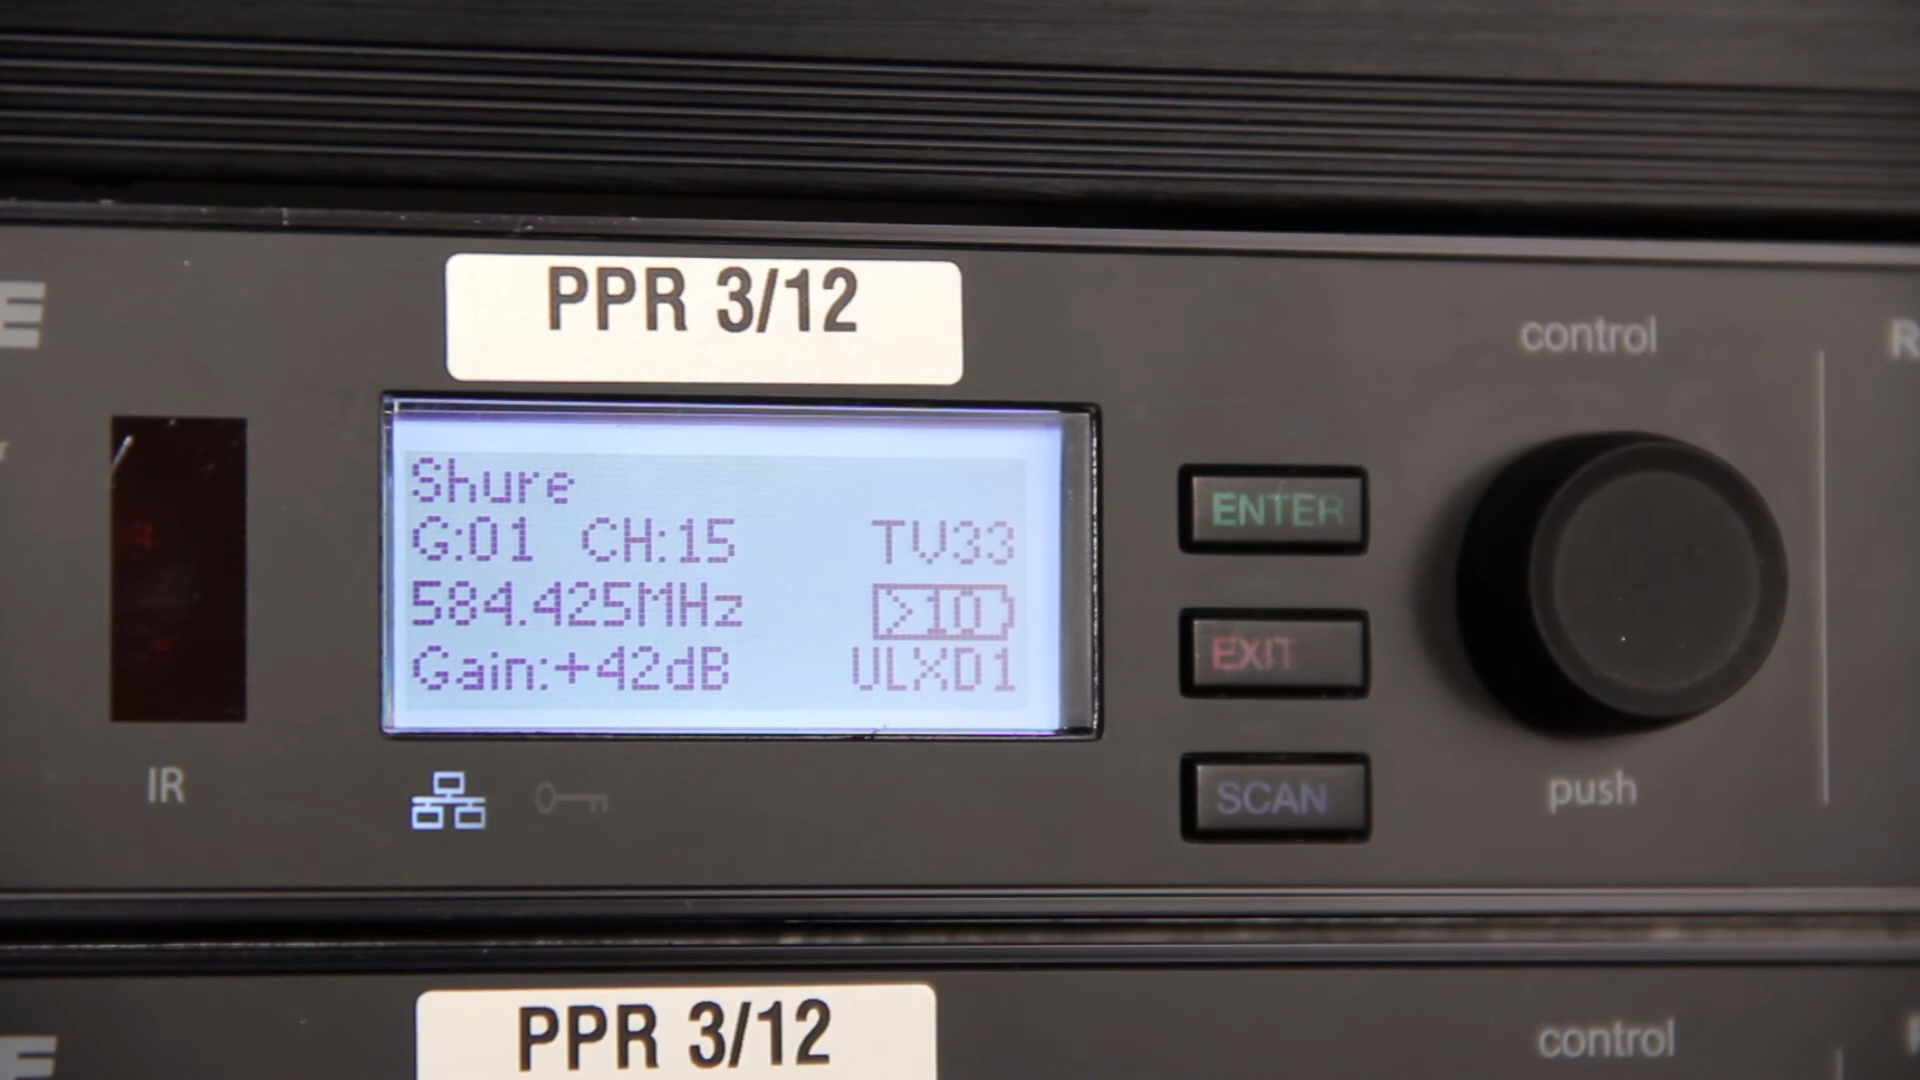 PPR 3/12
control
Shure
G:01 CH:15 TV33
584.425MHz >10
Gain:+42dB ULXD1
ENTER
EXIT
SCAN
IR
push
PPR 3/12
control